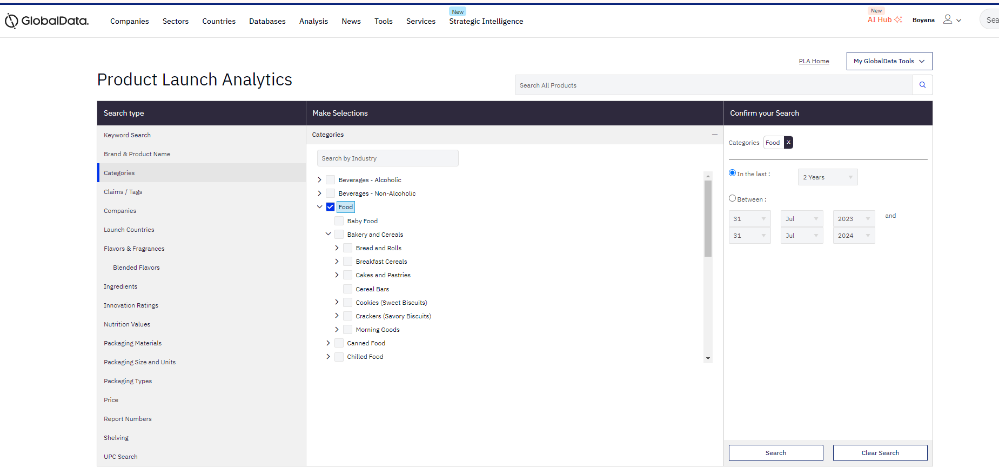 GlobalData.
Companies Sectors Countries Databases Analysis News Tools Services New Strategic Intelligence
New
AI Hub Boyana Sea
PLA Home My GlobalData Tools
Product Launch Analytics
Search All Products
Search type Make Selections Confirm your Search
Keyword Search
Brand & Product Name
Categories
Claims / Tags
Companies
Launch Countries
Flavors & Fragrances
Blended Flavors
Ingredients
Innovation Ratings
Nutrition Values
Packaging Materials
Packaging Size and Units
Packaging Types
Price
Report Numbers
Shelving
UPC Search
Categories
Search by Industry
Beverages - Alcoholic
Beverages - Non-Alcoholic
Food
Baby Food
Bakery and Cereals
Bread and Rolls
Breakfast Cereals
Cakes and Pastries
Cereal Bars
Cookies (Sweet Biscuits)
Crackers (Savory Biscuits)
Morning Goods
Canned Food
Chilled Food
Categories Food x
In the last : 2 Years
Between :
31 Jul 2023 and
31 Jul 2024
Search Clear Search